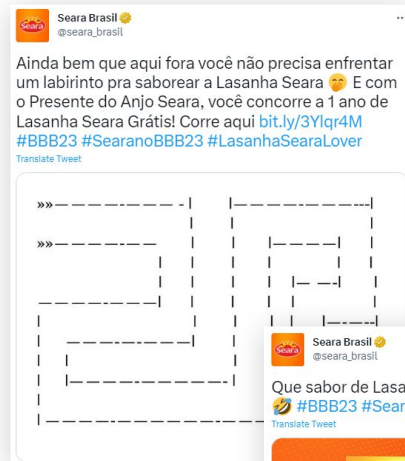 Seara
Seara Brasil
@seara_brasil
Ainda bem que aqui fora você não precisa enfrentar
um labirinto pra saborear a Lasanha Seara 🤭 E com
o Presente do Anjo Seara, você concorre a 1 ano de
Lasanha Seara Grátis! Corre aqui bit.ly/3Ylqr4M
#BBB23 #SearanoBBB23 #LasanhaSearaLover
Translate Tweet
Seara
Seara Brasil
@seara_brasil
Que sabor de Lasa
🤣 #BBB23 #Sear
Translate Tweet